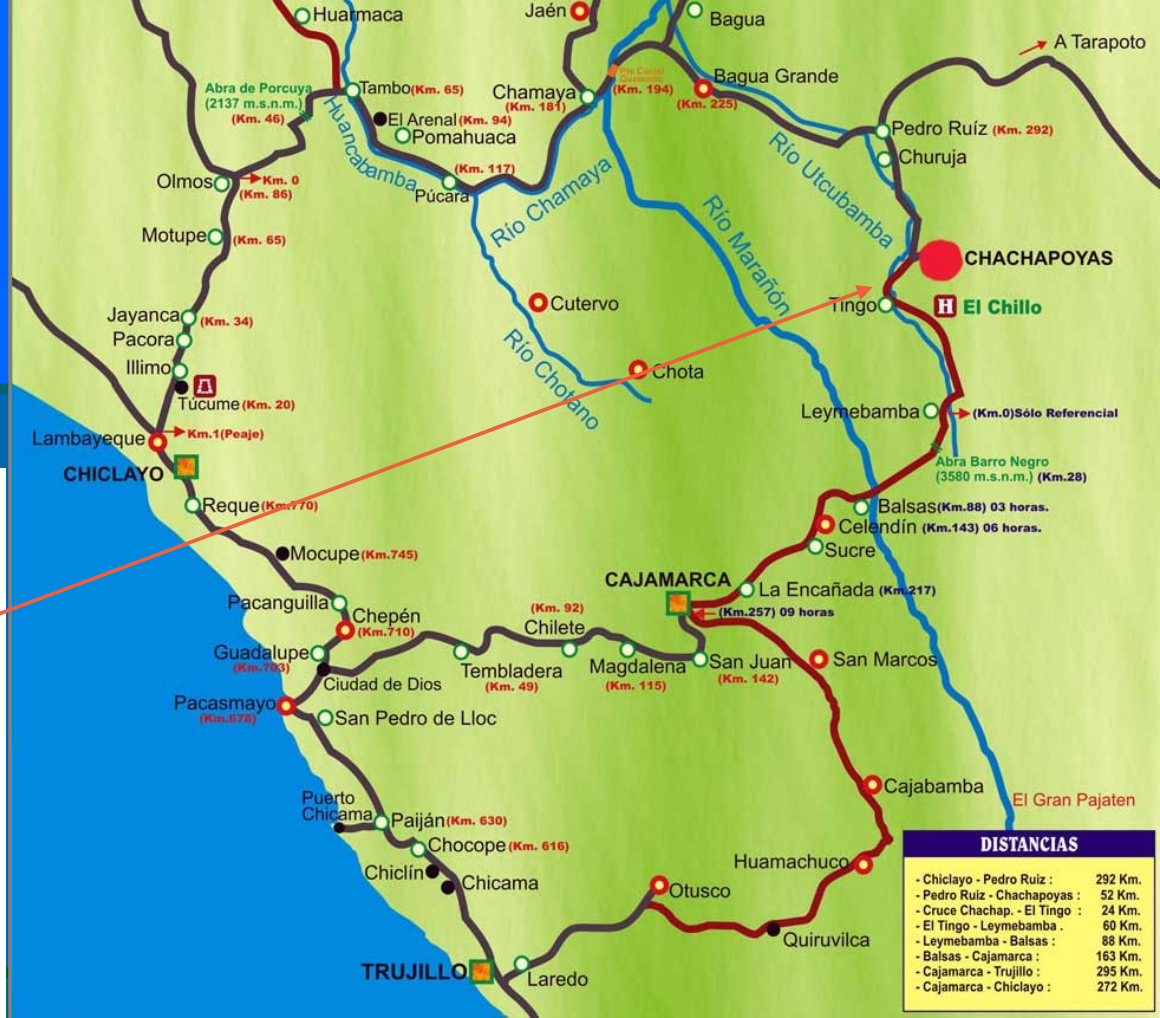 Huarmaca
Jaén
Bagua
A Tarapoto
Abra de Porcuya
(2137 m.s.n.m.)
(Km. 46)
Tambo (Km. 65)
Huancabamba
El Arenal (Km. 94)
Pomahuaca
Chamaya
(Km. 181)
Pte Corral
Quemado
(Km. 194)
Bagua Grande
(Km. 225)
Pedro Ruíz (Km. 292)
Churuja
Río Utcubamba
Olmos
Km. 0
(Km. 86)
(Km. 117)
Púcara
Río Chamaya
Río Marañón
Motupe (Km. 65)
CHACHAPOYAS
Tingo
H El Chillo
Cutervo
Jayanca (Km. 34)
Pacora
Illimo
Túcume (Km. 20)
Río Chotano
Chota
Leymebamba (Km.0)Sólo Referencial
Lambayeque Km.1(Peaje)
CHICLAYO
Abra Barro Negro
(3580 m.s.n.m.) (Km.28)
Reque (Km.770)
Balsas (Km.88) 03 horas.
Celendín (Km.143) 06 horas.
Sucre
Mocupe (Km.745)
CAJAMARCA
La Encañada (Km.217)
(Km.257) 09 horas
Pacanguilla
Chepén
(Km.710)
(Km. 92)
Chilete
Guadalupe
(Km.703)
Ciudad de Dios
Tembladera
(Km. 49)
Magdalena
(Km. 115)
San Juan
(Km. 142)
San Marcos
Pacasmayo
(Km.678)
San Pedro de Lloc
Cajabamba
El Gran Pajaten
Puerto
Chicama
Paiján (Km. 630)
Chocope (Km. 616)
Chiclín
Chicama
Huamachuco
Otusco
Quiruvilca
TRUJILLO
Laredo
DISTANCIAS
- Chiclayo - Pedro Ruiz : 292 Km.
- Pedro Ruiz - Chachapoyas : 52 Km.
- Cruce Chachap. - El Tingo : 24 Km.
- El Tingo - Leymebamba . 60 Km.
- Leymebamba - Balsas : 88 Km.
- Balsas - Cajamarca : 163 Km.
- Cajamarca - Trujillo : 295 Km.
- Cajamarca - Chiclayo : 272 Km.